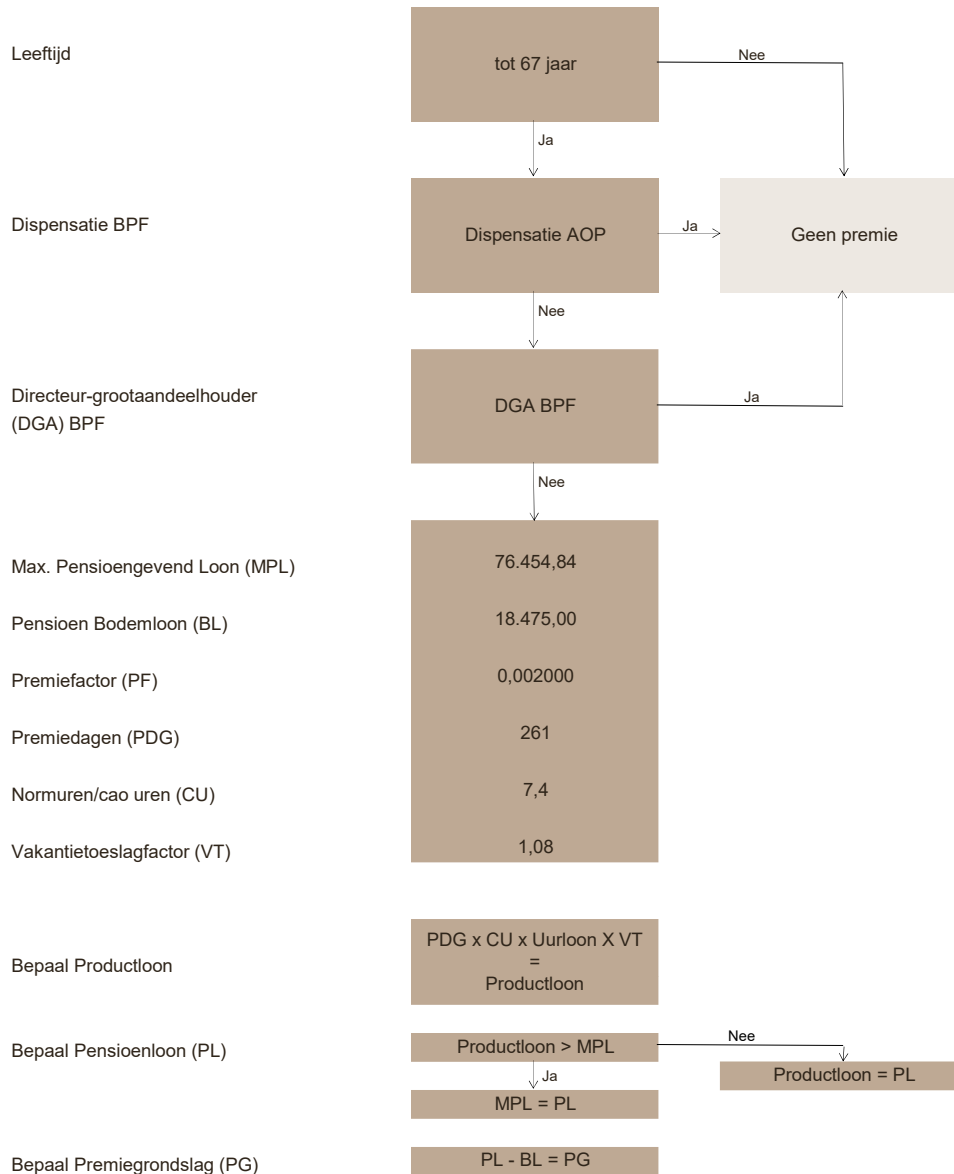 Leeftijd
tot 67 jaar
Nee
Ja
Dispensatie BPF
Dispensatie AOP
Ja
Geen premie
Nee
Directeur-grootaandeelhouder
(DGA) BPF
DGA BPF
Ja
Nee
Max. Pensioengevend Loon (MPL)
76.454,84
Pensioen Bodemloon (BL)
18.475,00
Premiefactor (PF)
0,002000
Premiedagen (PDG)
261
Normuren/cao uren (CU)
7,4
Vakantietoeslagfactor (VT)
1,08
Bepaal Productloon
PDG x CU x Uurloon X VT
=
Productloon
Bepaal Pensioenloon (PL)
Productloon > MPL
Nee
Productloon = PL
Ja
MPL = PL
Bepaal Premiegrondslag (PG)
PL - BL = PG